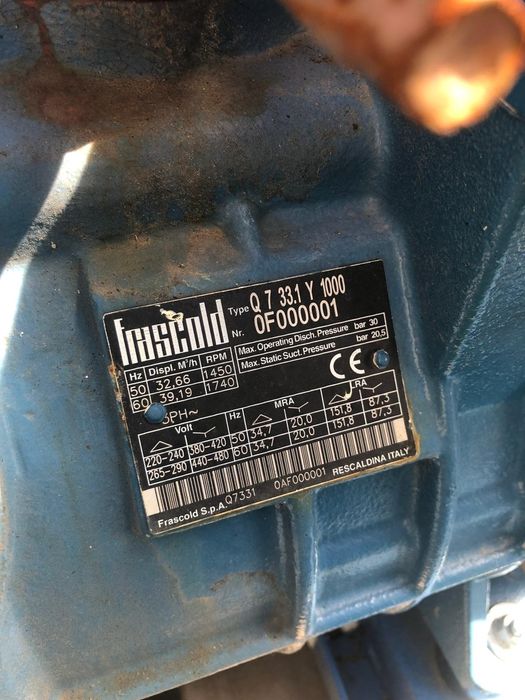 frascold
Type Q 7 33.1 Y 1000
Nr. 0F000001
Hz Displ. M³/h RPM
50 32,66 1450
60 39,19 1740
Max. Operating Disch. Pressure bar 30
Max. Static Suct. Pressure bar 20,5
CE
3PH~
Volt Hz MRA LRA
220-240 380-420 50 34,7 20,0 151,8 87,3
265-290 440-480 60 34,7 20,0 151,8 87,3
Q7331 0AF000001
Frascold S.p.A. RESCALDINA ITALY